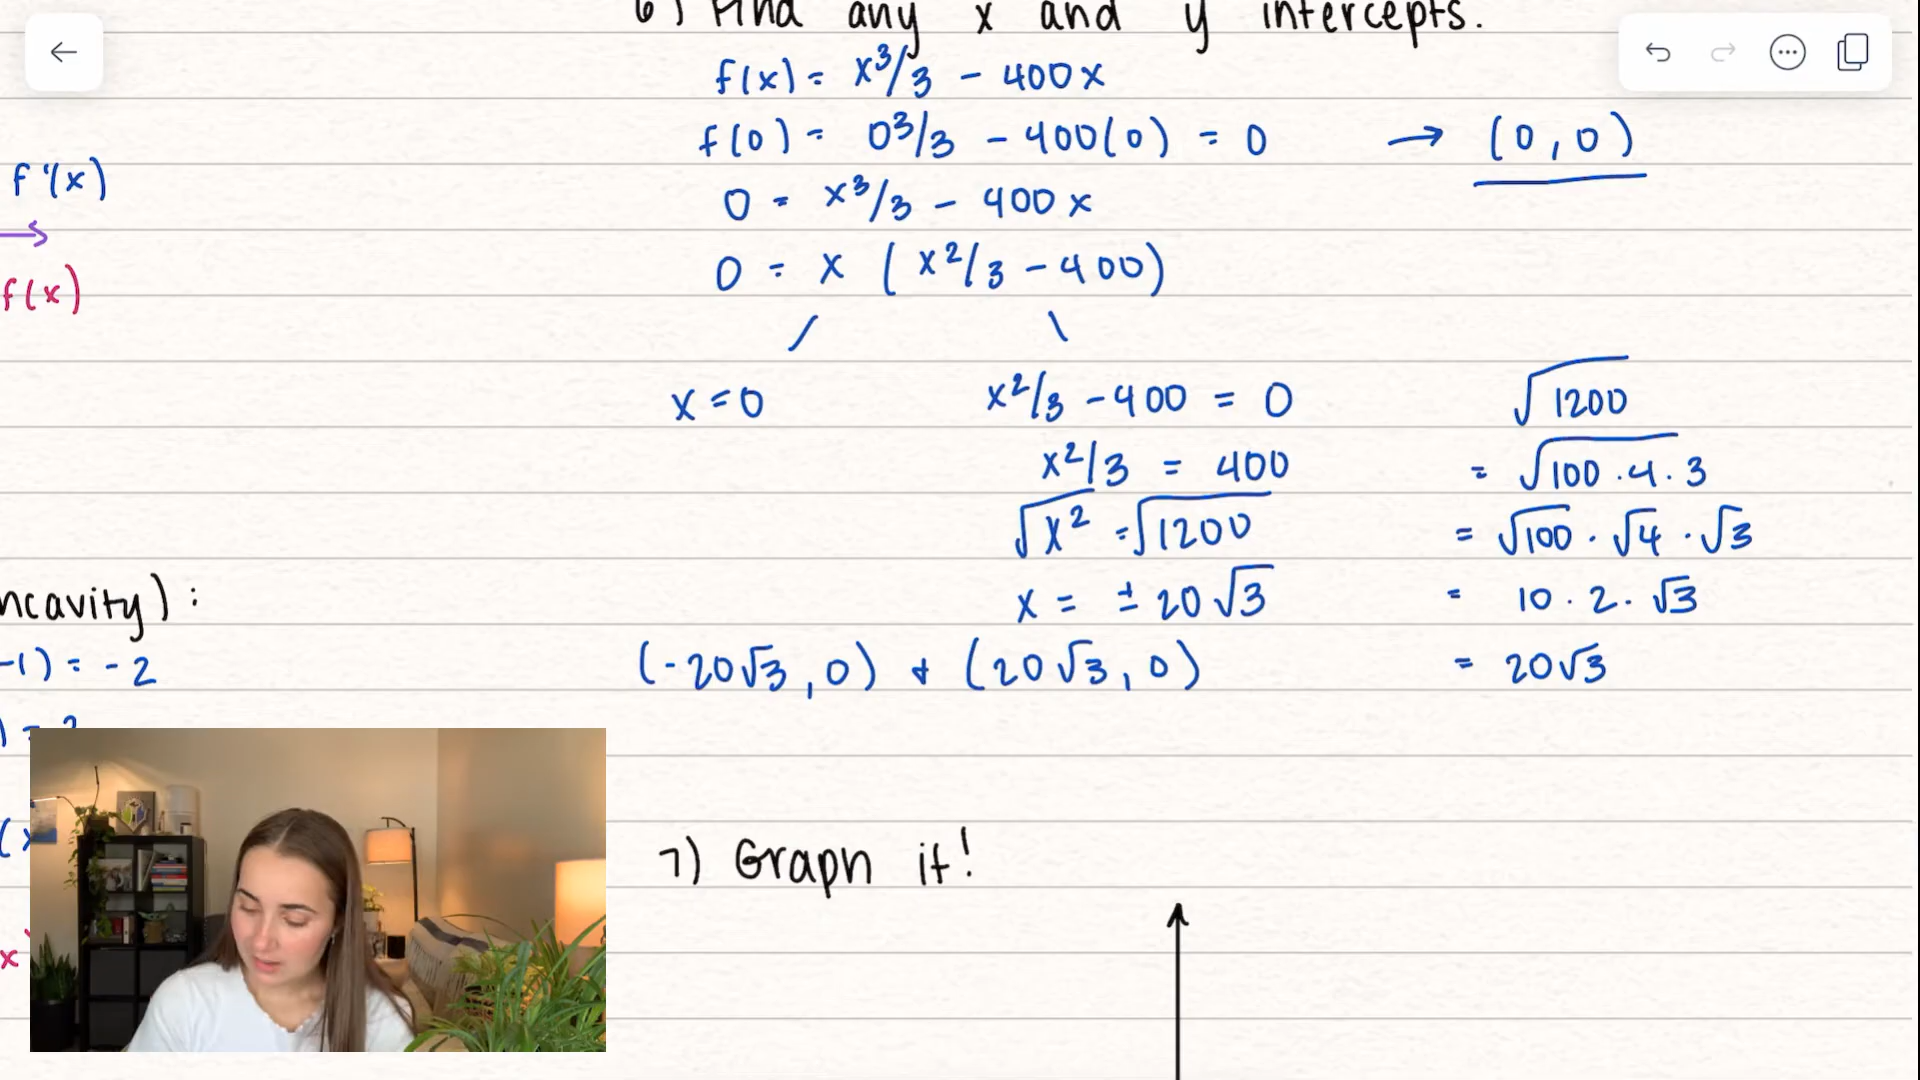 6) Find any x and y intercepts.
f(x) = x³/3 - 400x
f(0) = 0³/3 - 400(0) = 0 → (0,0)
0 = x³/3 - 400x
0 = x (x²/3 - 400)
x = 0
x²/3 - 400 = 0
x²/3 = 400
√x² = √1200
x = ± 20√3
(-20√3, 0) + (20√3, 0)
√1200
= √100 · 4 · 3
= √100 · √4 · √3
= 10 · 2 · √3
= 20√3
7) Graph it!
f'(x)
f(x)
ncavity):
-1) = -2